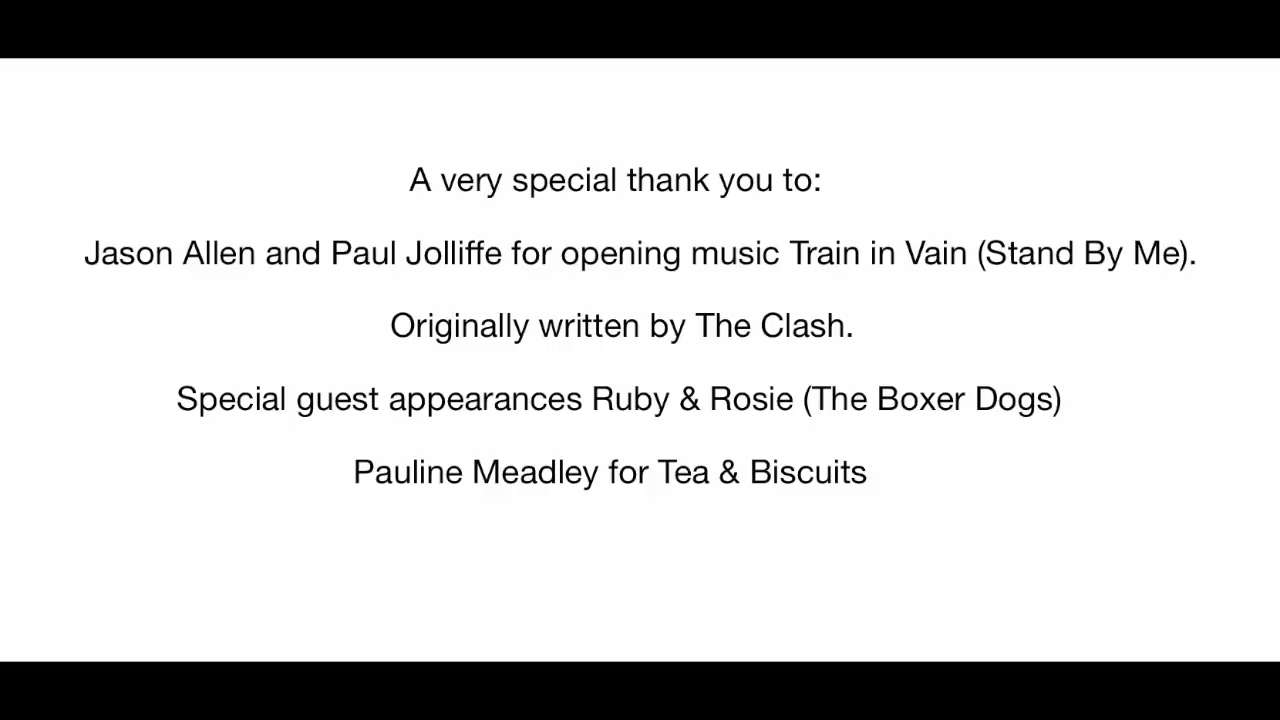 A very special thank you to:
Jason Allen and Paul Jolliffe for opening music Train in Vain (Stand By Me).
Originally written by The Clash.
Special guest appearances Ruby & Rosie (The Boxer Dogs)
Pauline Meadley for Tea & Biscuits